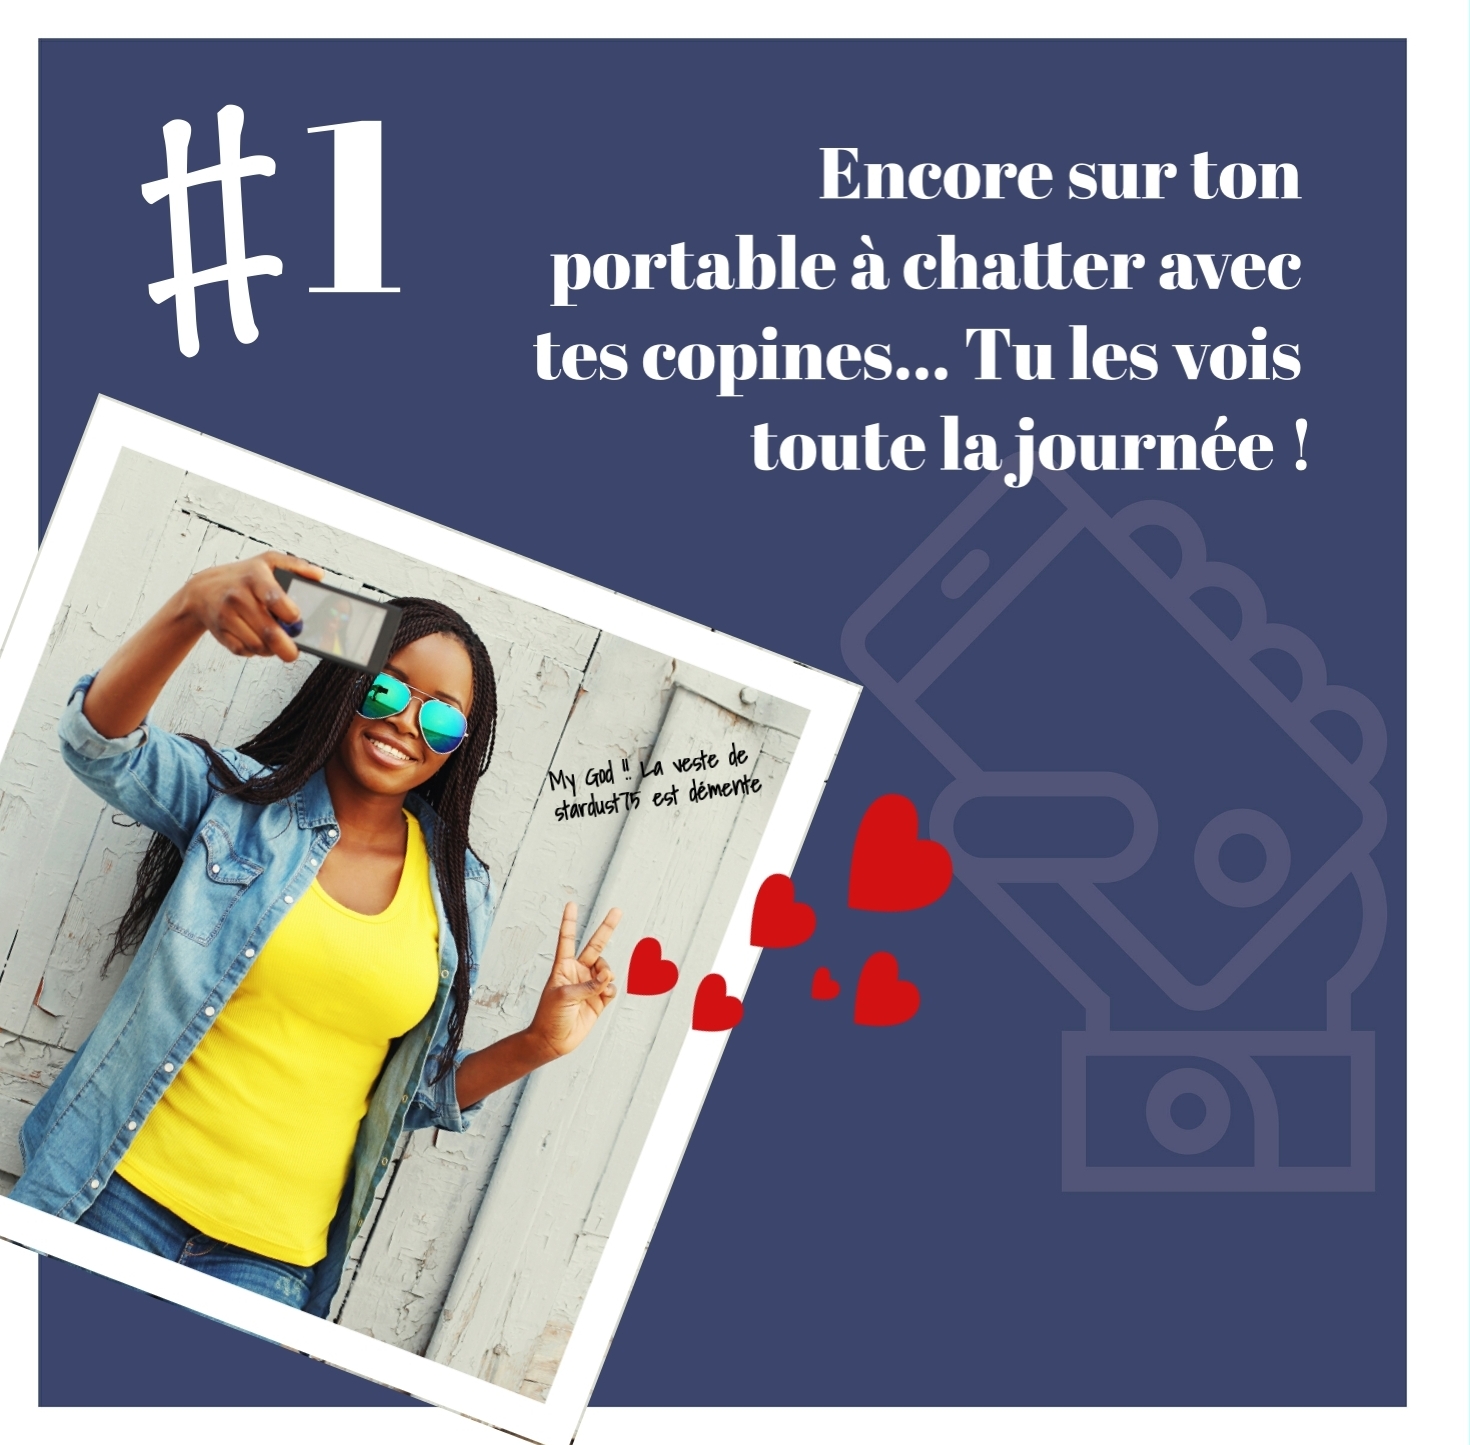 #1
Encore sur ton
portable à chatter avec
tes copines... Tu les vois
toute la journée !
My God !! La veste de
stardust75 est démente